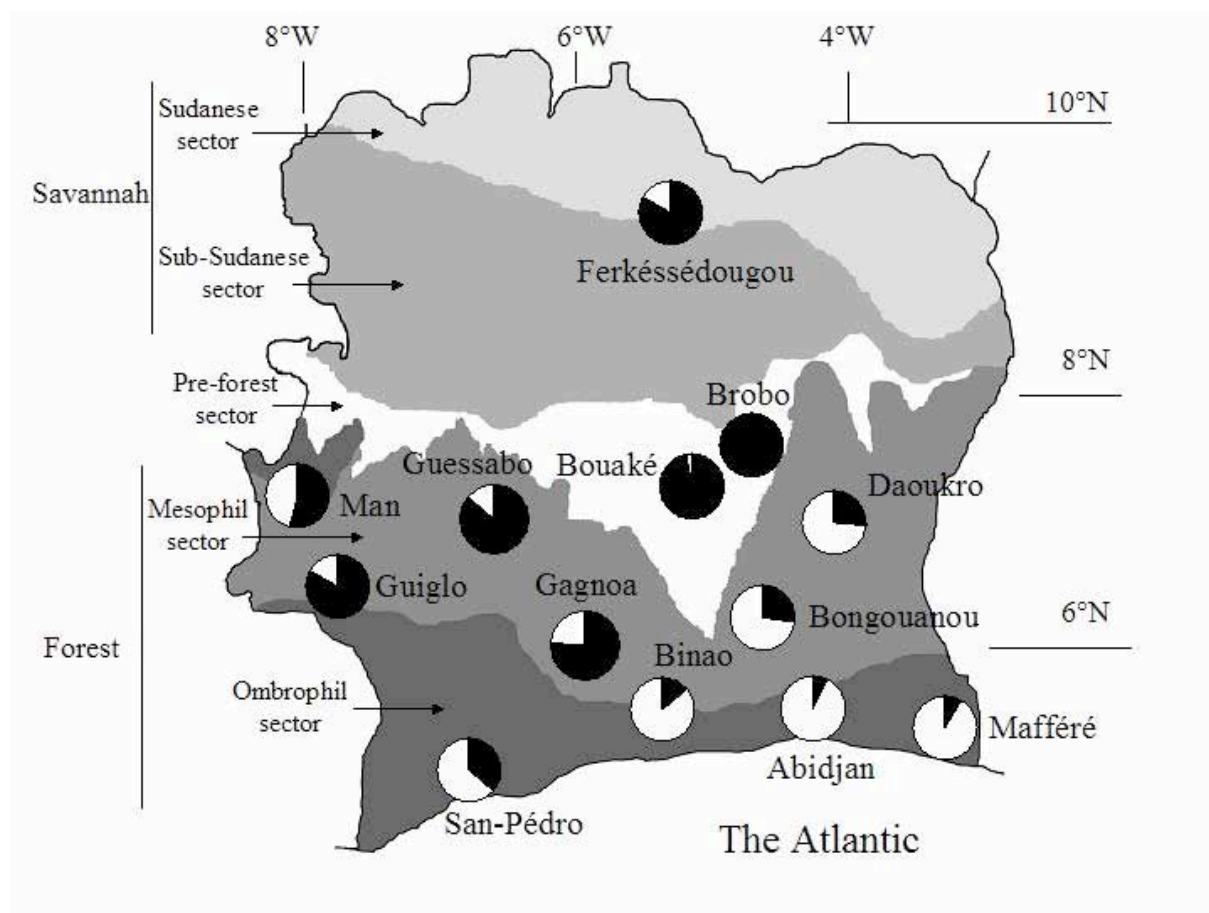 8°W
6°W
4°W
10°N
Sudanese
sector
Savannah
Sub-Sudanese
sector
Ferkéssédougou
8°N
Pre-forest
sector
Brobo
Guessabo
Bouaké
Daoukro
Man
Mesophil
sector
Guiglo
Gagnoa
Bongouanou
6°N
Forest
Binao
Ombrophil
sector
Mafféré
Abidjan
San-Pédro
The Atlantic